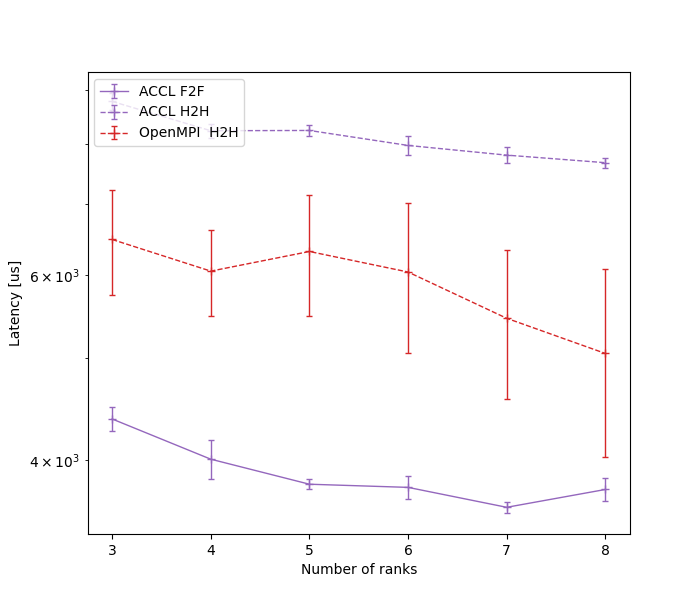 ACCL F2F
ACCL H2H
OpenMPI H2H
Latency [us]
6 × 10³
4 × 10³
3 4 5 6 7 8
Number of ranks